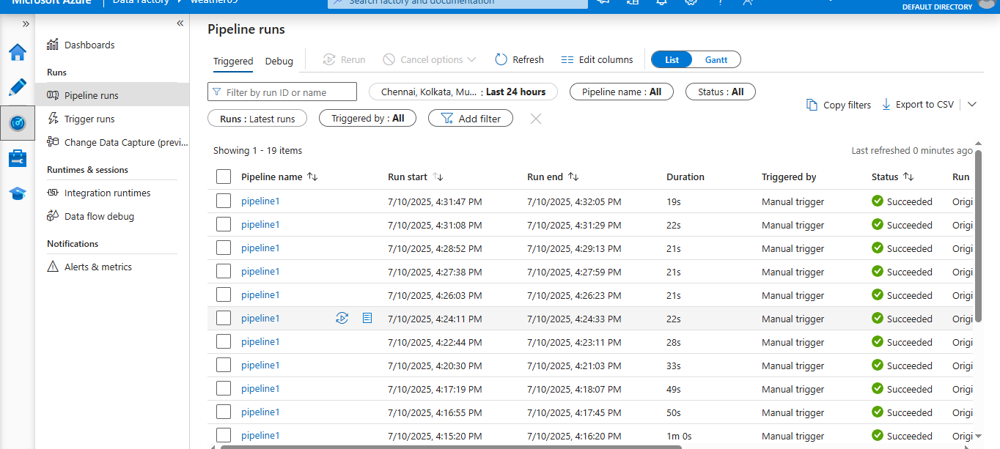 Microsoft Azure Data Factory weather09
Search factory and documentation
DEFAULT DIRECTORY
Dashboards
Runs
Pipeline runs
Trigger runs
Change Data Capture (previ...
Runtimes & sessions
Integration runtimes
Data flow debug
Notifications
Alerts & metrics
Pipeline runs
Triggered Debug Rerun Cancel options Refresh Edit columns List Gantt
Filter by run ID or name Chennai, Kolkata, Mu... : Last 24 hours Pipeline name : All Status : All
Runs : Latest runs Triggered by : All Add filter
Copy filters Export to CSV
Showing 1 - 19 items
Last refreshed 0 minutes ago
Pipeline name Run start Run end Duration Triggered by Status Run
pipeline1 7/10/2025, 4:31:47 PM 7/10/2025, 4:32:05 PM 19s Manual trigger Succeeded Origi
pipeline1 7/10/2025, 4:31:08 PM 7/10/2025, 4:31:29 PM 22s Manual trigger Succeeded Origi
pipeline1 7/10/2025, 4:28:52 PM 7/10/2025, 4:29:13 PM 21s Manual trigger Succeeded Origi
pipeline1 7/10/2025, 4:27:38 PM 7/10/2025, 4:27:59 PM 21s Manual trigger Succeeded Origi
pipeline1 7/10/2025, 4:26:03 PM 7/10/2025, 4:26:23 PM 21s Manual trigger Succeeded Origi
pipeline1 7/10/2025, 4:24:11 PM 7/10/2025, 4:24:33 PM 22s Manual trigger Succeeded Origi
pipeline1 7/10/2025, 4:22:44 PM 7/10/2025, 4:23:11 PM 28s Manual trigger Succeeded Origi
pipeline1 7/10/2025, 4:20:30 PM 7/10/2025, 4:21:03 PM 33s Manual trigger Succeeded Origi
pipeline1 7/10/2025, 4:17:19 PM 7/10/2025, 4:18:07 PM 49s Manual trigger Succeeded Origi
pipeline1 7/10/2025, 4:16:55 PM 7/10/2025, 4:17:45 PM 50s Manual trigger Succeeded Origi
pipeline1 7/10/2025, 4:15:20 PM 7/10/2025, 4:16:20 PM 1m 0s Manual trigger Succeeded Origi